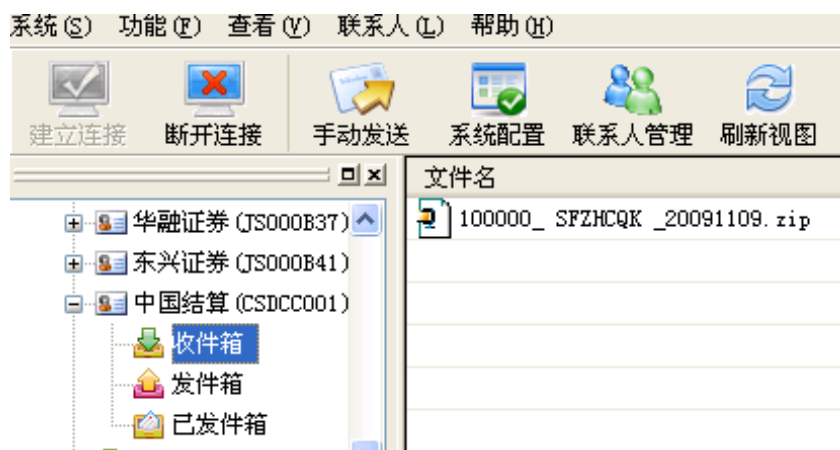 系统(S) 功能(F) 查看(V) 联系人(L) 帮助(H)
建立连接 断开连接 手动发送 系统配置 联系人管理 刷新视图
文件名
华融证券(JS000B37)
100000_ SFZHCQK _20091109.zip
东兴证券(JS000B41)
中国结算(CSDCC001)
收件箱
发件箱
已发件箱